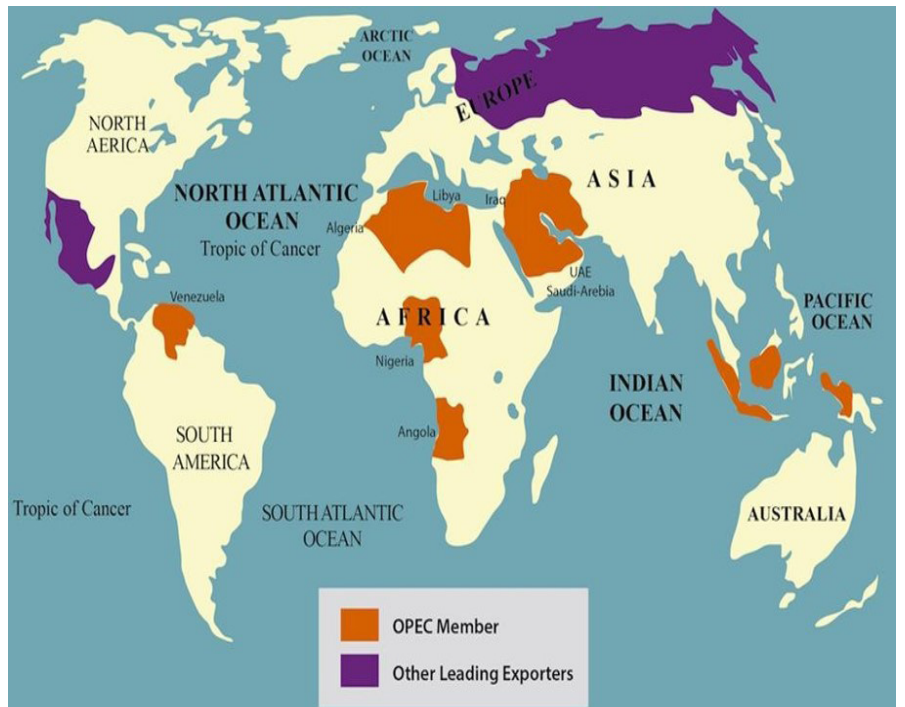 ARCTIC
OCEAN
EUROPE
NORTH
AERICA
ASIA
NORTH ATLANTIC
OCEAN
Tropic of Cancer
Libya
Iraq
Algeria
UAE
Saudi-Arebia
Venezuela
PACIFIC
OCEAN
AFRICA
Nigeria
INDIAN
OCEAN
Angola
SOUTH
AMERICA
Tropic of Cancer
SOUTH ATLANTIC
OCEAN
AUSTRALIA
OPEC Member
Other Leading Exporters